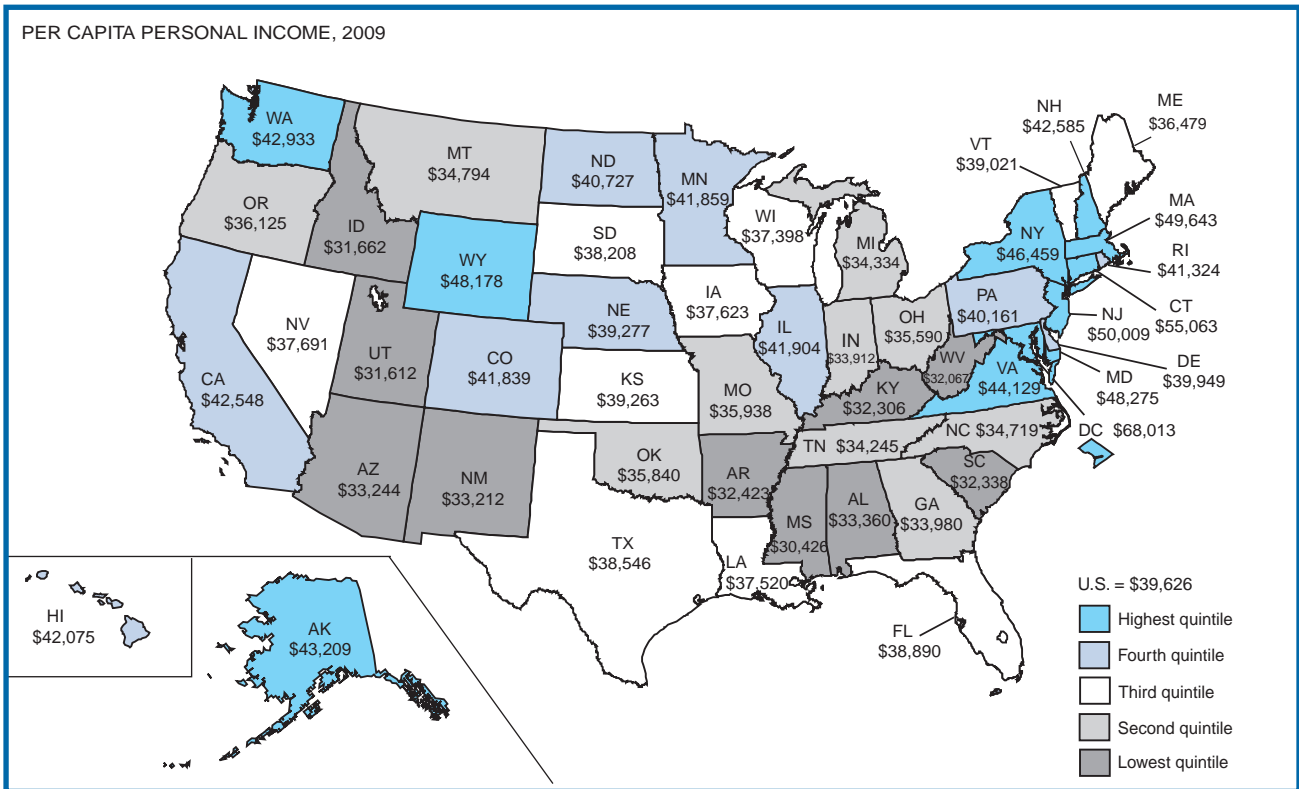 PER CAPITA PERSONAL INCOME, 2009
WA
$42,933
MT
$34,794
ND
$40,727
MN
$41,859
OR
$36,125
ID
$31,662
WY
$48,178
SD
$38,208
WI
$37,398
MI
$34,334
NY
$46,459
VT
$39,021
NH
$42,585
ME
$36,479
MA
$49,643
RI
$41,324
CT
$55,063
NJ
$50,009
DE
$39,949
MD
$48,275
DC $68,013
CA
$42,548
NV
$37,691
UT
$31,612
CO
$41,839
NE
$39,277
IA
$37,623
IL
$41,904
IN
$33,912
OH
$35,590
PA
$40,161
WV
$32,067
VA
$44,129
KS
$39,263
MO
$35,938
KY
$32,306
TN $34,245
NC $34,719
AZ
$33,244
NM
$33,212
OK
$35,840
AR
$32,423
MS
$30,426
AL
$33,360
GA
$33,980
SC
$32,338
TX
$38,546
LA
$37,520
FL
$38,890
HI
$42,075
AK
$43,209
U.S. = $39,626
Highest quintile
Fourth quintile
Third quintile
Second quintile
Lowest quintile